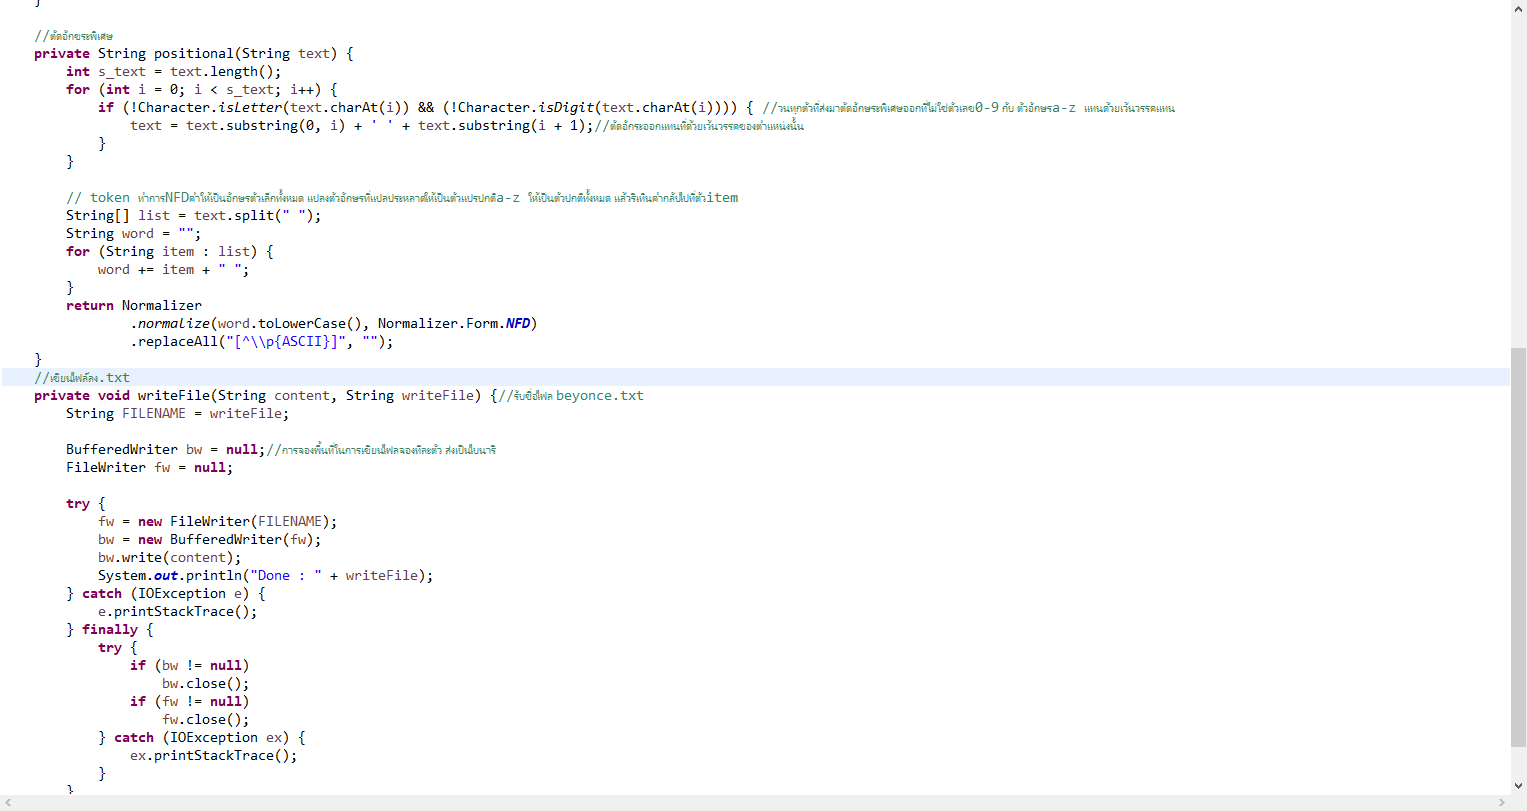 }
//ตัดอักขระพิเศษ
private String positional(String text) {
int s_text = text.length();
for (int i = 0; i < s_text; i++) {
if (!Character.isLetter(text.charAt(i)) && (!Character.isDigit(text.charAt(i)))) { //วนทุกตัวที่ส่งมาตัดอักษระพิเศษออกที่ไม่ใช่ตัวเลข0-9 กับ ตัวอักษรa-z แทนด้วยเว้นวรรคแทน
text = text.substring(0, i) + ' ' + text.substring(i + 1);//ตัดอักระออกแทนที่ด้วยเว้นวรรคของตำแหน่งนั้น
}
}
// token ทำการNFDคำให้เป็นอักษรตัวเล็กทั้งหมด แปลงตัวอักษรที่แปลประหลาดให้เป็นตัวแปรปกติa-z ให้เป็นตัวปกติทั้งหมด แล้วริเทินค่ากลับไปที่ตัวitem
String[] list = text.split(" ");
String word = "";
for (String item : list) {
word += item + " ";
}
return Normalizer
.normalize(word.toLowerCase(), Normalizer.Form.NFD)
.replaceAll("[^\\p{ASCII}]", "");
}
//เขียนไฟล์ลง.txt
private void writeFile(String content, String writeFile) {//รับชื่อไฟล beyonce.txt
String FILENAME = writeFile;
BufferedWriter bw = null;//การจองพื้นที่ในการเขียนไฟลจองทีละตัว ส่งเป็นไบนารี
FileWriter fw = null;
try {
fw = new FileWriter(FILENAME);
bw = new BufferedWriter(fw);
bw.write(content);
System.out.println("Done : " + writeFile);
} catch (IOException e) {
e.printStackTrace();
} finally {
try {
if (bw != null)
bw.close();
if (fw != null)
fw.close();
} catch (IOException ex) {
ex.printStackTrace();
}
}